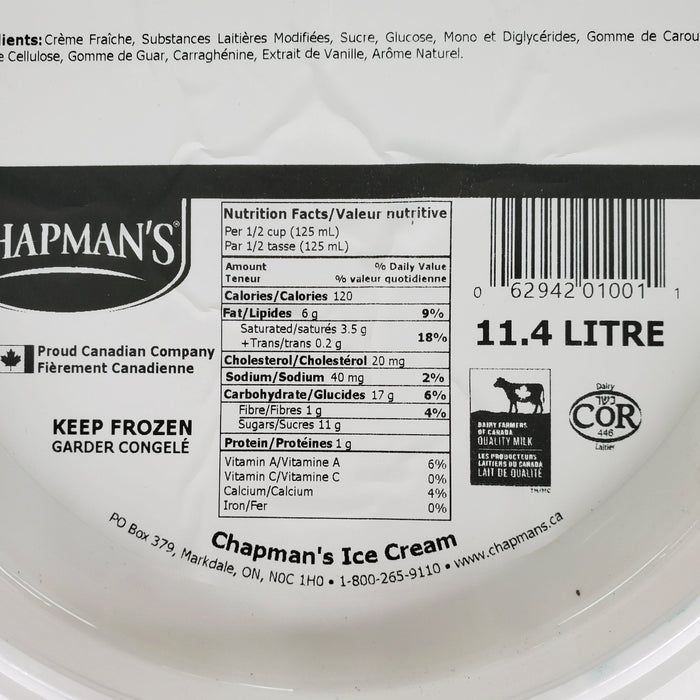 dients: Crème Fraîche, Substances Laitières Modifiées, Sucre, Glucose, Mono et Diglycérides, Gomme de Carou
e Cellulose, Gomme de Guar, Carraghénine, Extrait de Vanille, Arôme Naturel.
HAPMAN'S®
Proud Canadian Company
Fièrement Canadienne
KEEP FROZEN
GARDER CONGELÉ
Nutrition Facts/Valeur nutritive
Per 1/2 cup (125 mL)
Par 1/2 tasse (125 mL)
Amount % Daily Value
Teneur % valeur quotidienne
Calories/Calories 120
Fat/Lipides 6 g 9%
Saturated/saturés 3.5 g
+Trans/trans 0.2 g 18%
Cholesterol/Cholestérol 20 mg
Sodium/Sodium 40 mg 2%
Carbohydrate/Glucides 17 g 6%
Fibre/Fibres 1 g 4%
Sugars/Sucres 11 g
Protein/Protéines 1 g
Vitamin A/Vitamine A 6%
Vitamin C/Vitamine C 0%
Calcium/Calcium 4%
Iron/Fer 0%
0 62942 01001 1
11.4 LITRE
DAIRY FARMERS
OF CANADA
QUALITY MILK
LES PRODUCTEURS
LAITIERS DU CANADA
LAIT DE QUALITÉ
TM/MC
Dairy
כשר
COR
446
Laitier
Chapman's Ice Cream
PO Box 379, Markdale, ON, N0C 1H0 • 1-800-265-9110 • www.chapmans.ca